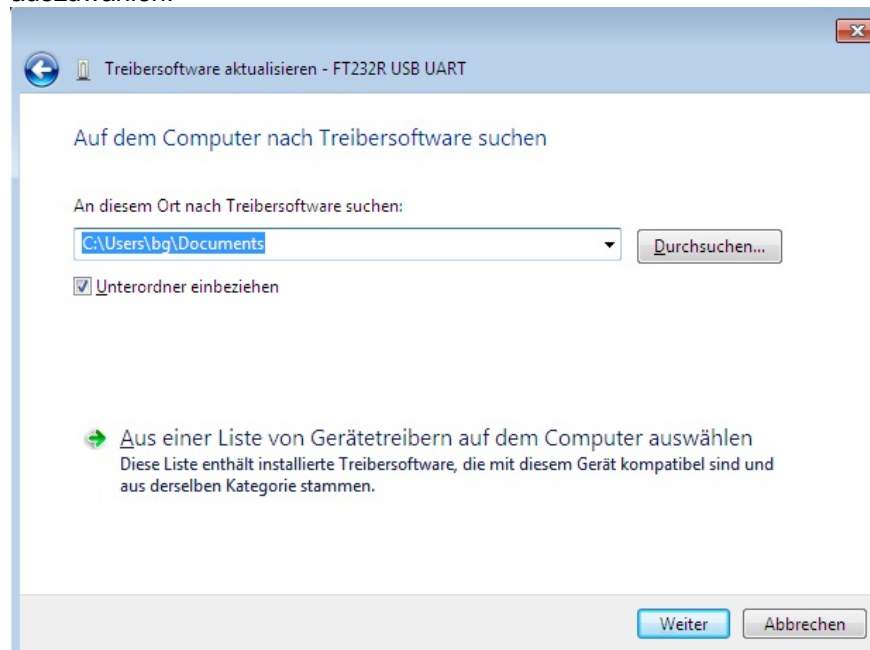 auszuwählen.
Treibersoftware aktualisieren - FT232R USB UART
Auf dem Computer nach Treibersoftware suchen
An diesem Ort nach Treibersoftware suchen:
C:\Users\bg\Documents
Durchsuchen...
Unterordner einbeziehen
Aus einer Liste von Gerätetreibern auf dem Computer auswählen
Diese Liste enthält installierte Treibersoftware, die mit diesem Gerät kompatibel sind und
aus derselben Kategorie stammen.
Weiter Abbrechen